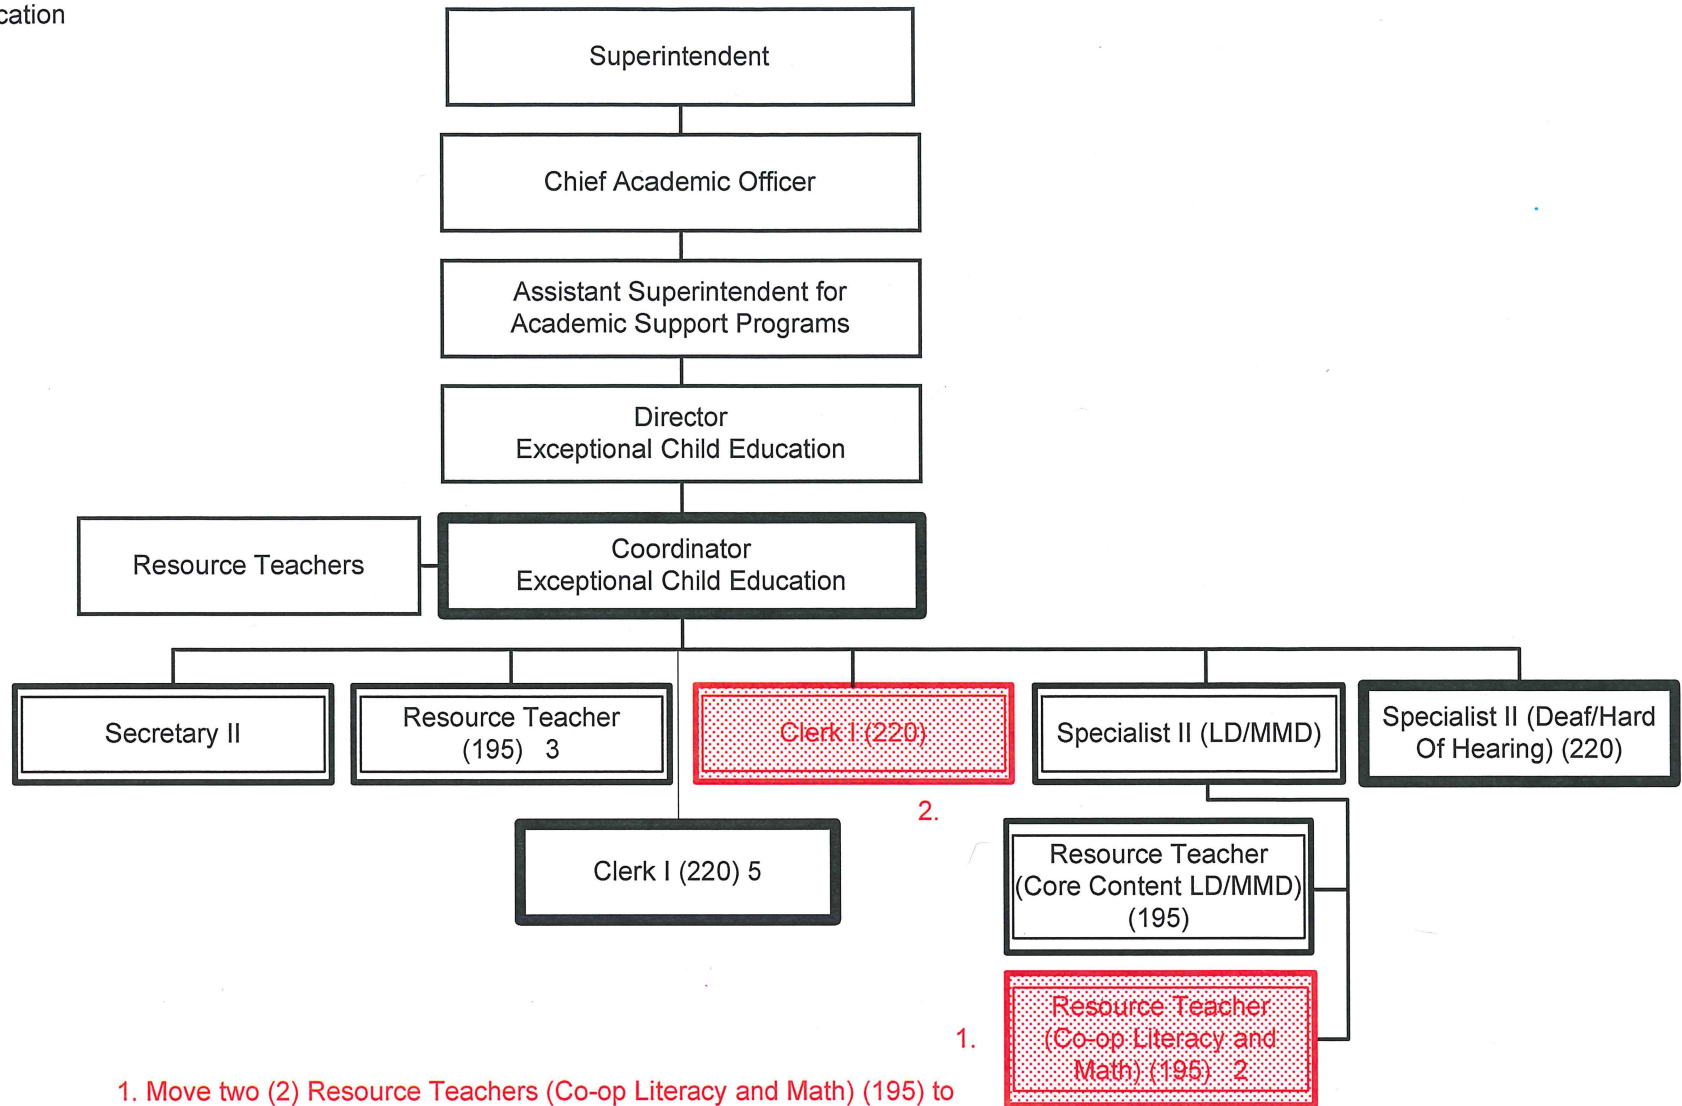 Superintendent
Chief Academic Officer
Assistant Superintendent for
Academic Support Programs
Director
Exceptional Child Education
Resource Teachers
Coordinator
Exceptional Child Education
Secretary II
Resource Teacher
(195) 3
Clerk I (220)
Specialist II (LD/MMD)
Specialist II (Deaf/Hard
Of Hearing) (220)
2.
Clerk I (220) 5
Resource Teacher
(Core Content LD/MMD)
(195)
1.
Resource Teacher
(Co-op Literacy and
Math) (195) 2
1. Move two (2) Resource Teachers (Co-op Literacy and Math) (195) to